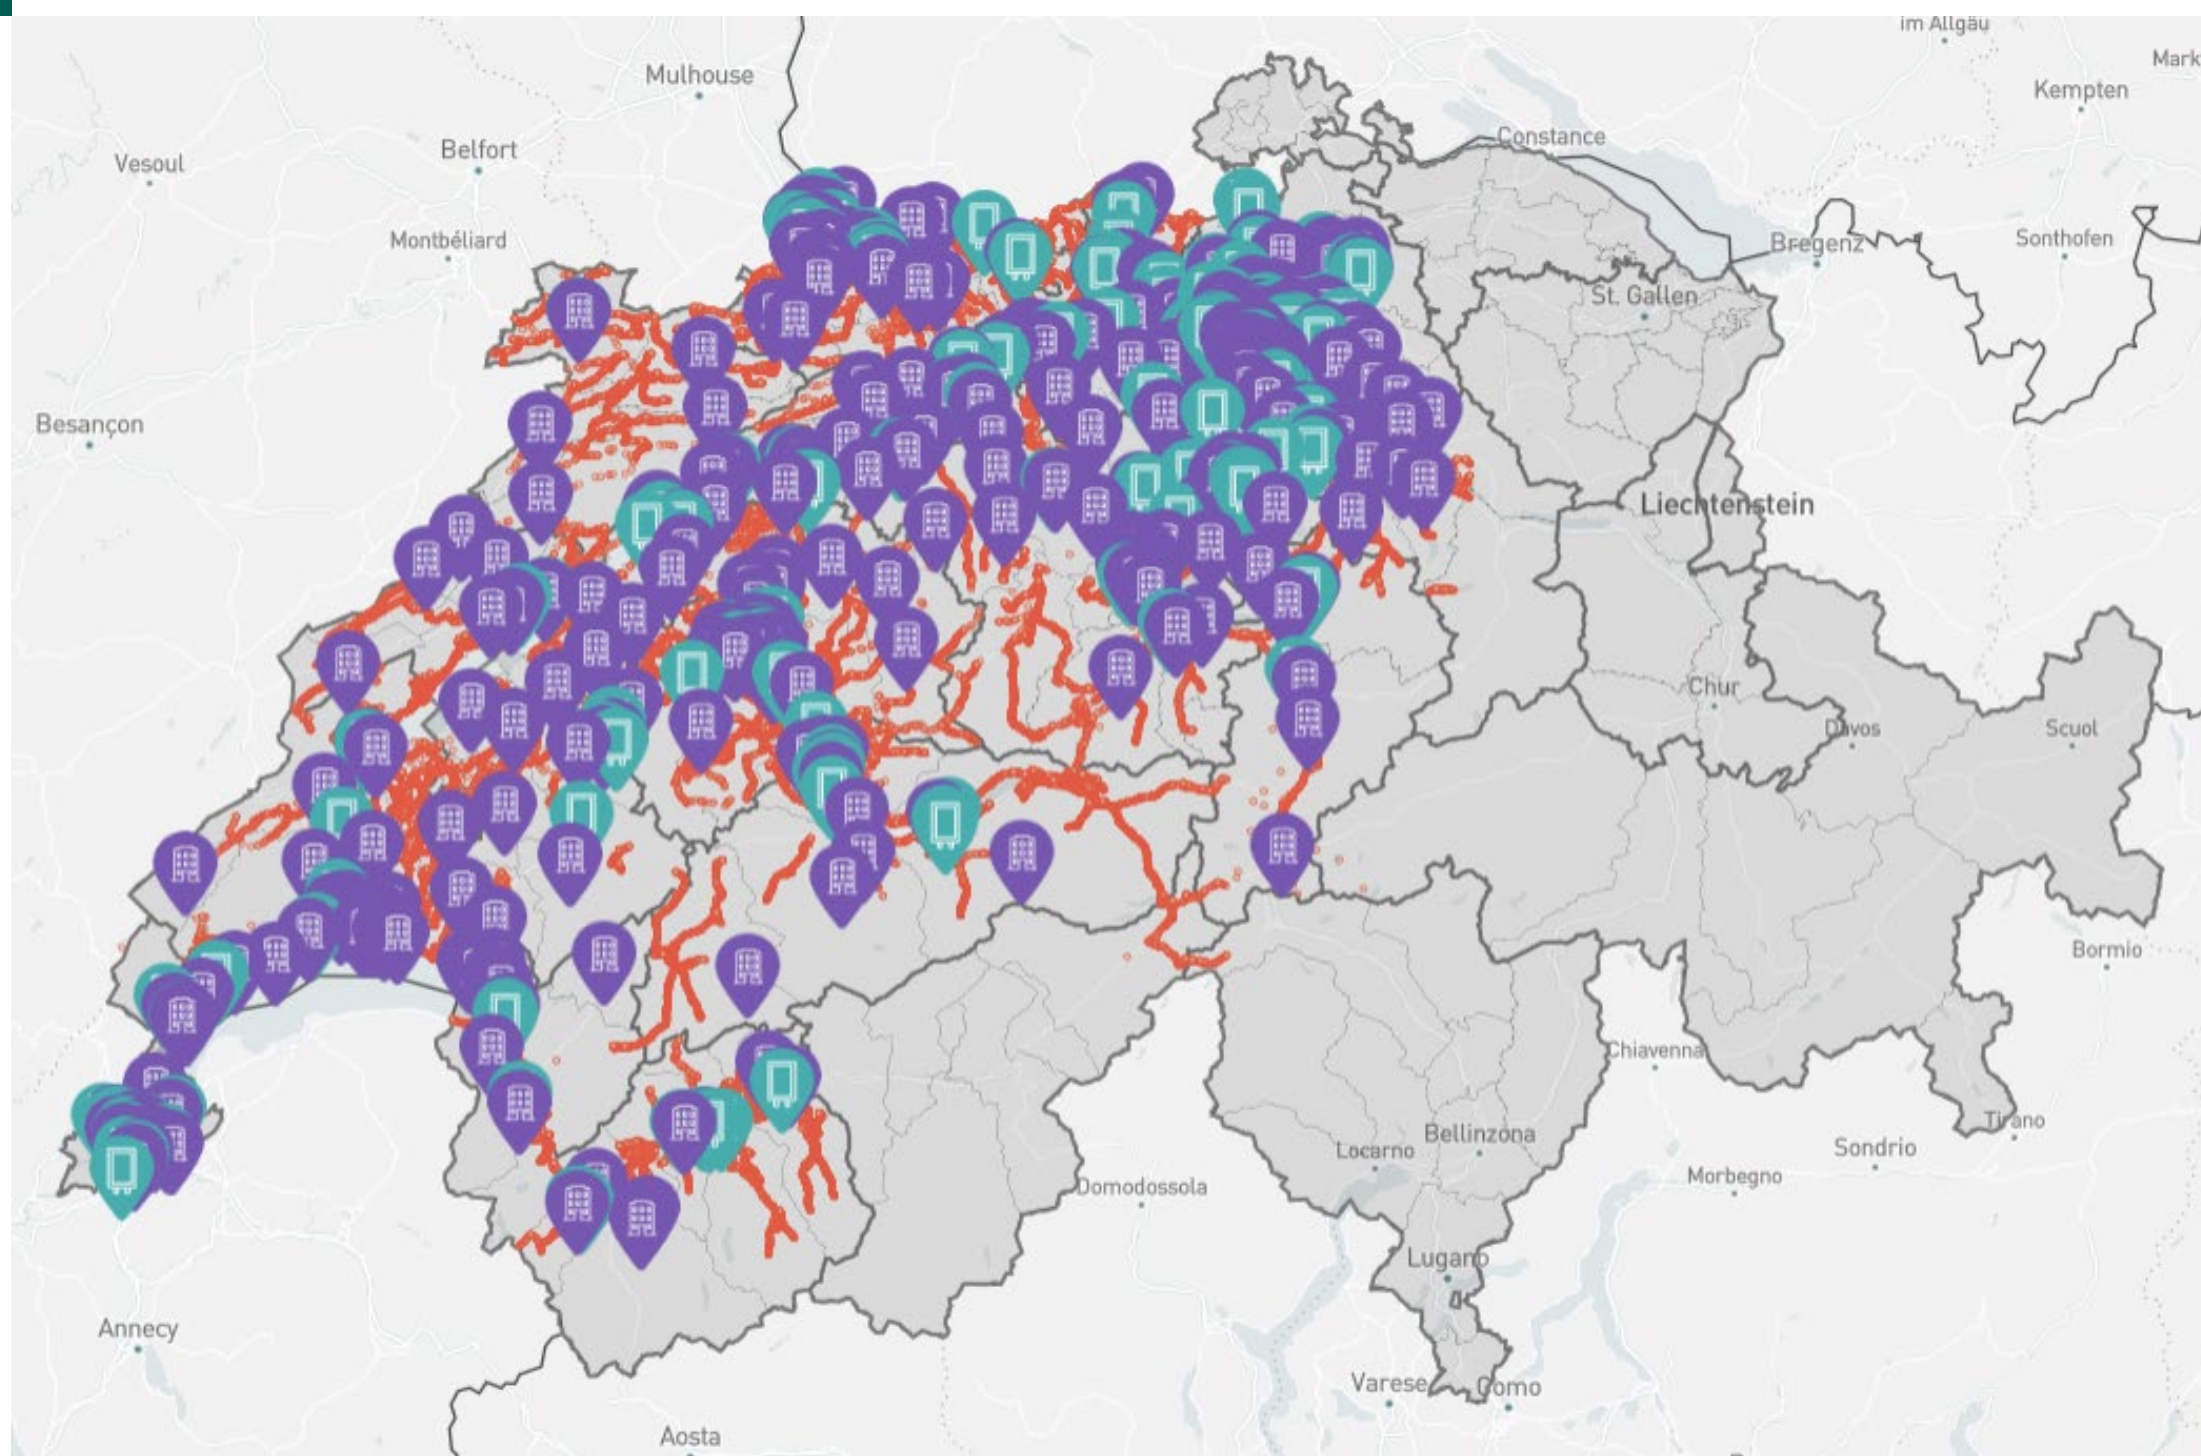 im Allgäu
Mark
Mulhouse
Kempten
Constance
Belfort
Vesoul
Montbéliard
Bregenz
Sonthofen
St. Gallen
Besançon
Liechtenstein
Chur
Davos
Scuol
Bormio
Chiavenna
Tirano
Bellinzona
Sondrio
Locarno
Morbegno
Domodossola
Lugano
Annecy
Varese
Como
Aosta